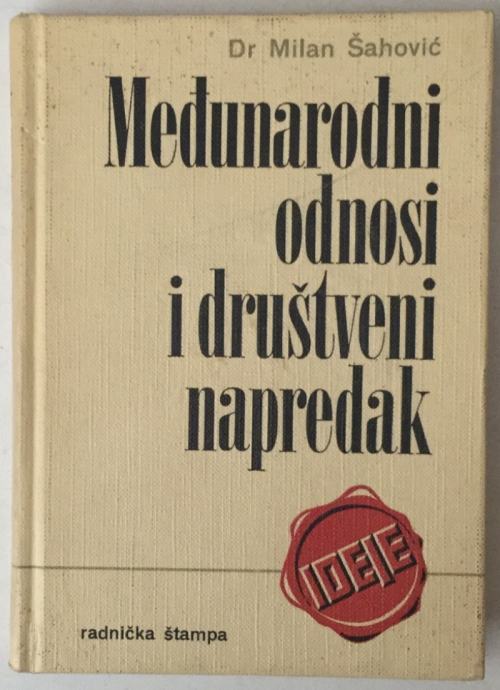 Dr Milan Šahović
Međunarodni
odnosi
i društveni
napredak
IDEJE
radnička štampa